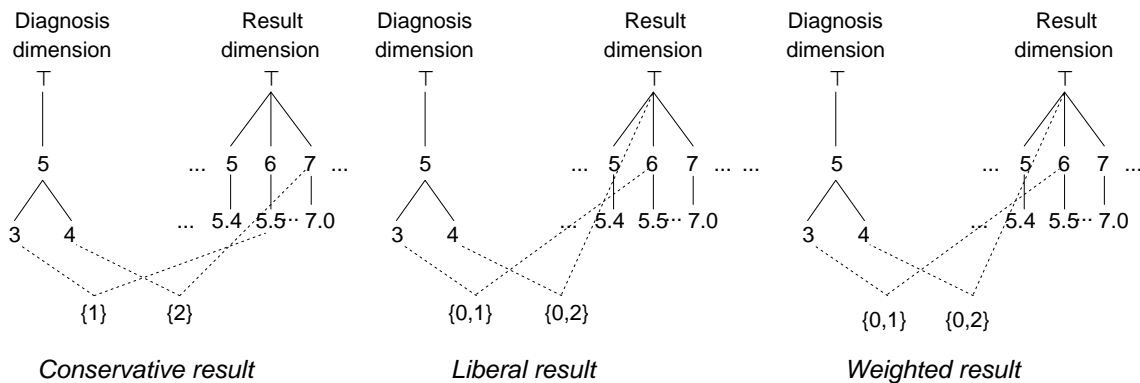 Diagnosis Result Diagnosis Result Diagnosis Result
dimension dimension dimension dimension dimension dimension
⊤ ⊤ ⊤ ⊤ ⊤ ⊤
5 ... 5 6 7 ... 5 ... 5 6 7 ... ... 5 ... 5 6 7 ...
3 4 ... 5.4 5.5 ... 7.0 3 4 ... 5.4 5.5 ... 7.0 3 4 ... 5.4 5.5 ... 7.0
{1} {2} {0,1} {0,2} {0,1} {0,2}
Conservative result Liberal result Weighted result